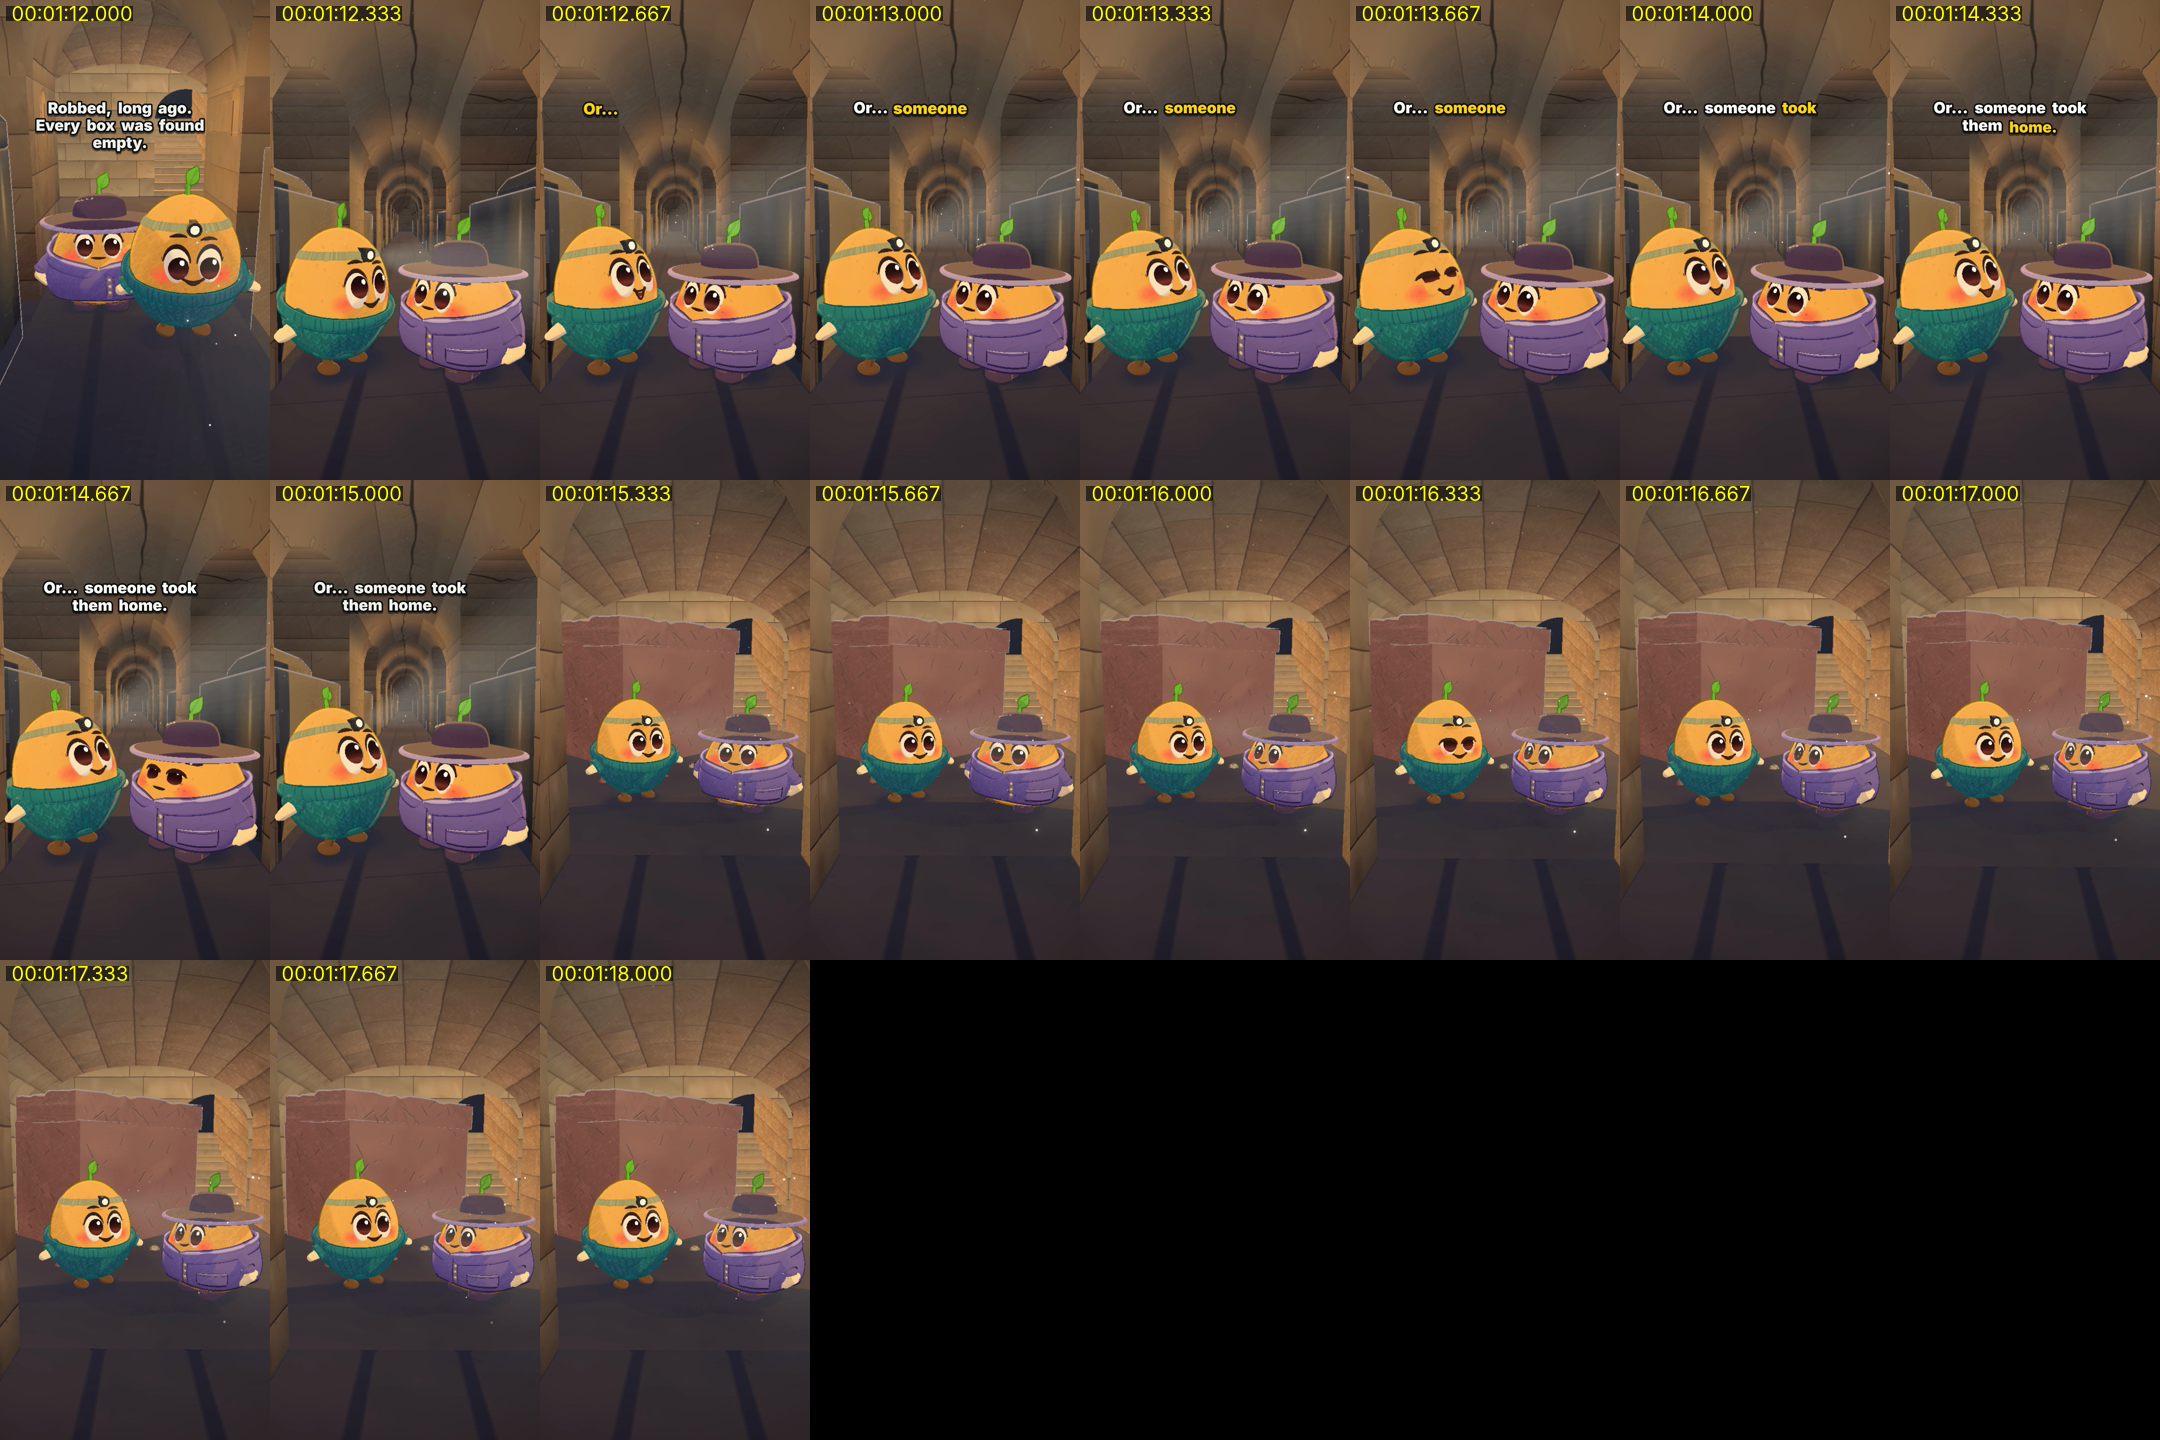 00:01:12.000
Robbed, long ago.
Every box was found
empty.
00:01:12.333
00:01:12.667
Or...
00:01:13.000
Or... someone
00:01:13.333
Or... someone
00:01:13.667
Or... someone
00:01:14.000
Or... someone took
00:01:14.333
Or... someone took
them home.
00:01:14.667
Or... someone took
them home.
00:01:15.000
Or... someone took
them home.
00:01:15.333
00:01:15.667
00:01:16.000
00:01:16.333
00:01:16.667
00:01:17.000
00:01:17.333
00:01:17.667
00:01:18.000